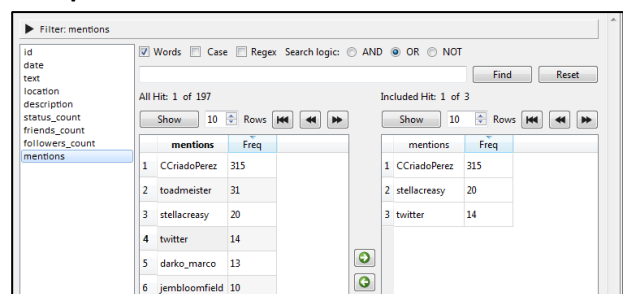 Filter: mentions
id
date
text
location
description
status_count
friends_count
followers_count
mentions
Words Case Regex Search logic: AND OR NOT
Find Reset
All Hit: 1 of 197
Show 10 Rows
mentions Freq
1 CCriadoPerez 315
2 toadmeister 31
3 stellacreasy 20
4 twitter 14
5 darko_marco 13
6 jembloomfield 10
Included Hit: 1 of 3
Show 10 Rows
mentions Freq
1 CCriadoPerez 315
2 stellacreasy 20
3 twitter 14